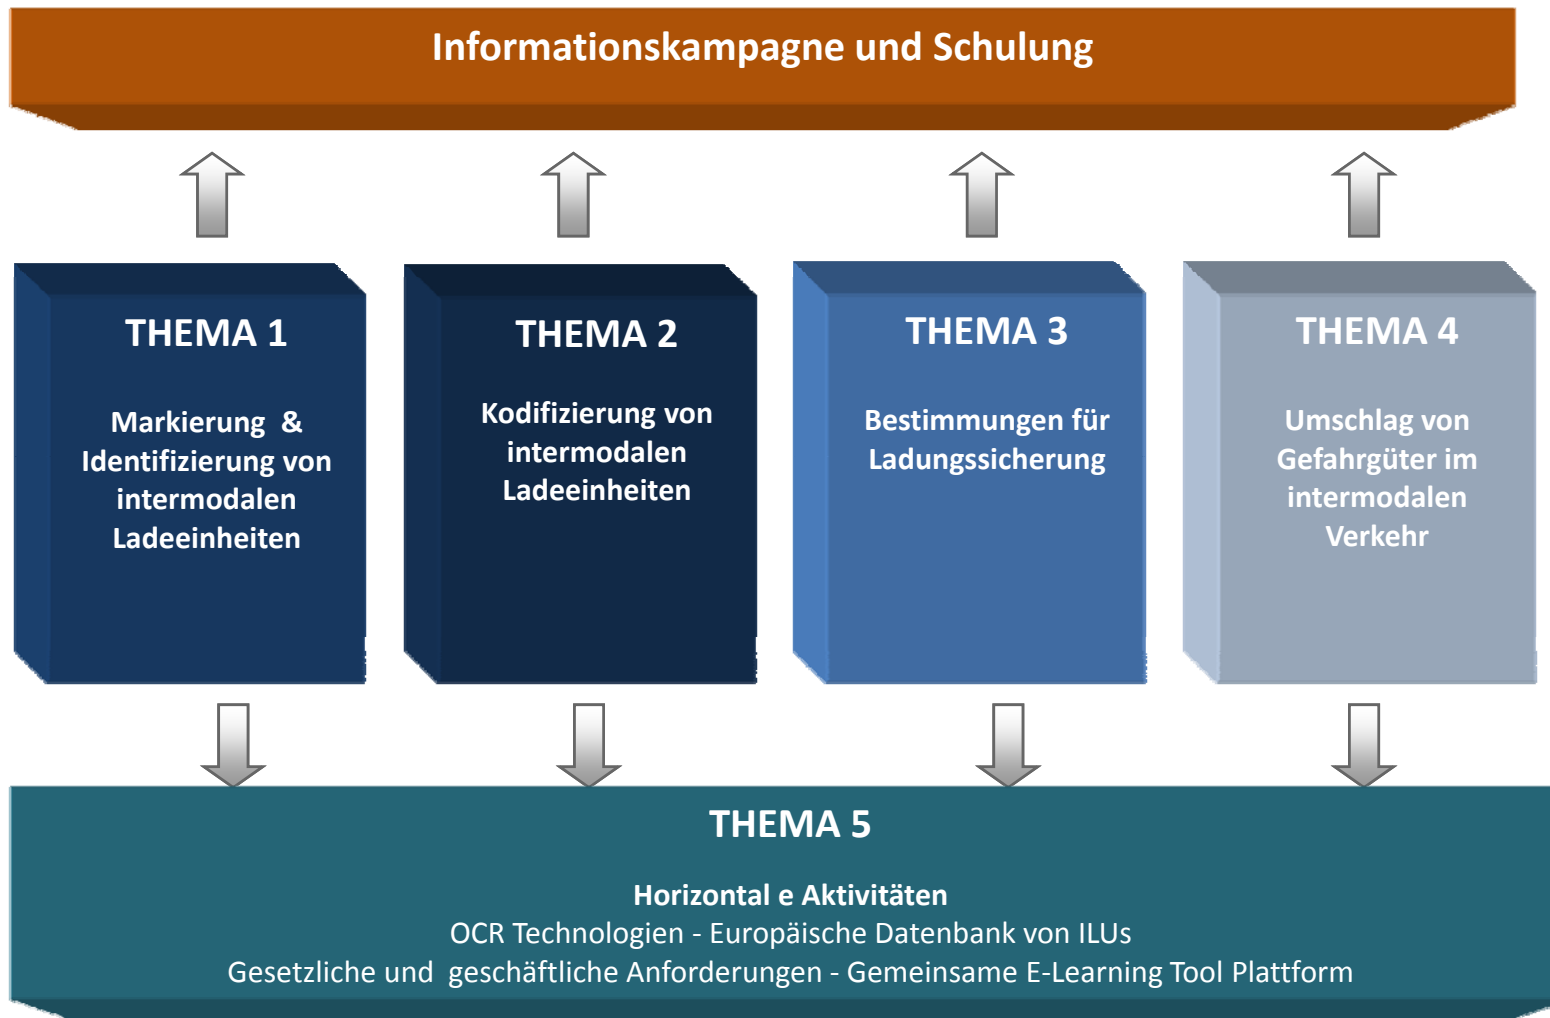 Informationskampagne und Schulung
THEMA 1
Markierung & 
Identifizierung von
intermodalen
Ladeeinheiten
THEMA 2
Kodifizierung von
intermodalen
Ladeeinheiten
THEMA 3
Bestimmungen für
Ladungssicherung
THEMA 4
Umschlag von
Gefahrgüter im
intermodalen
Verkehr
THEMA 5
Horizontal e Aktivitäten
OCR Technologien - Europäische Datenbank von ILUs
Gesetzliche und geschäftliche Anforderungen - Gemeinsame E-Learning Tool Plattform